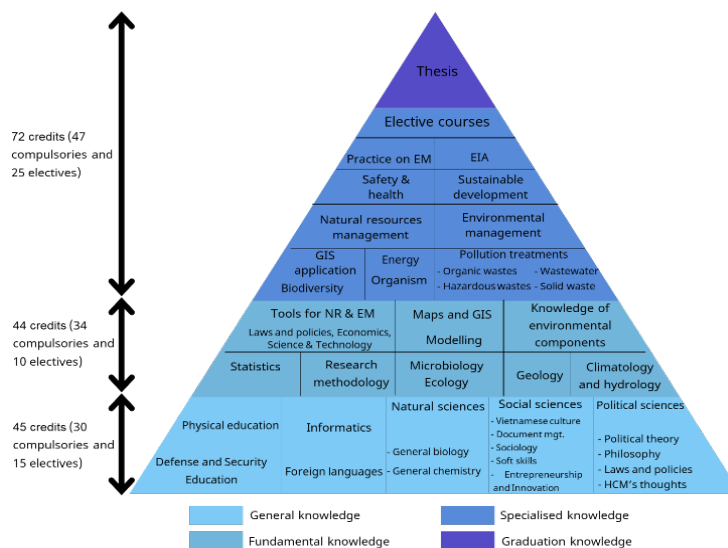 Thesis
72 credits (47
compulsories and
25 electives)
Elective courses
Practice on EM
EIA
Safety &
health
Sustainable
development
Natural resources
management
Environmental
management
GIS
application
Biodiversity
Energy
Organism
Pollution treatments
- Organic wastes - Wastewater
- Hazardous wastes - Solid waste
44 credits (34
compulsories and
10 electives)
Tools for NR & EM
Laws and policies, Economics,
Science & Technology
Maps and GIS
Modelling
Knowledge of
environmental
components
Statistics
Research
methodology
Microbiology
Ecology
Geology
Climatology
and hydrology
45 credits (30
compulsories and
15 electives)
Physical education
Defense and Security
Education
Informatics
Foreign languages
Natural sciences
- General biology
- General chemistry
Social sciences
- Vietnamese culture
- Document mgt.
- Sociology
- Soft skills
- Entrepreneurship
and Innovation
Political sciences
- Political theory
- Philosophy
- Laws and policies
- HCM's thoughts
General knowledge
Specialised knowledge
Fundamental knowledge
Graduation knowledge